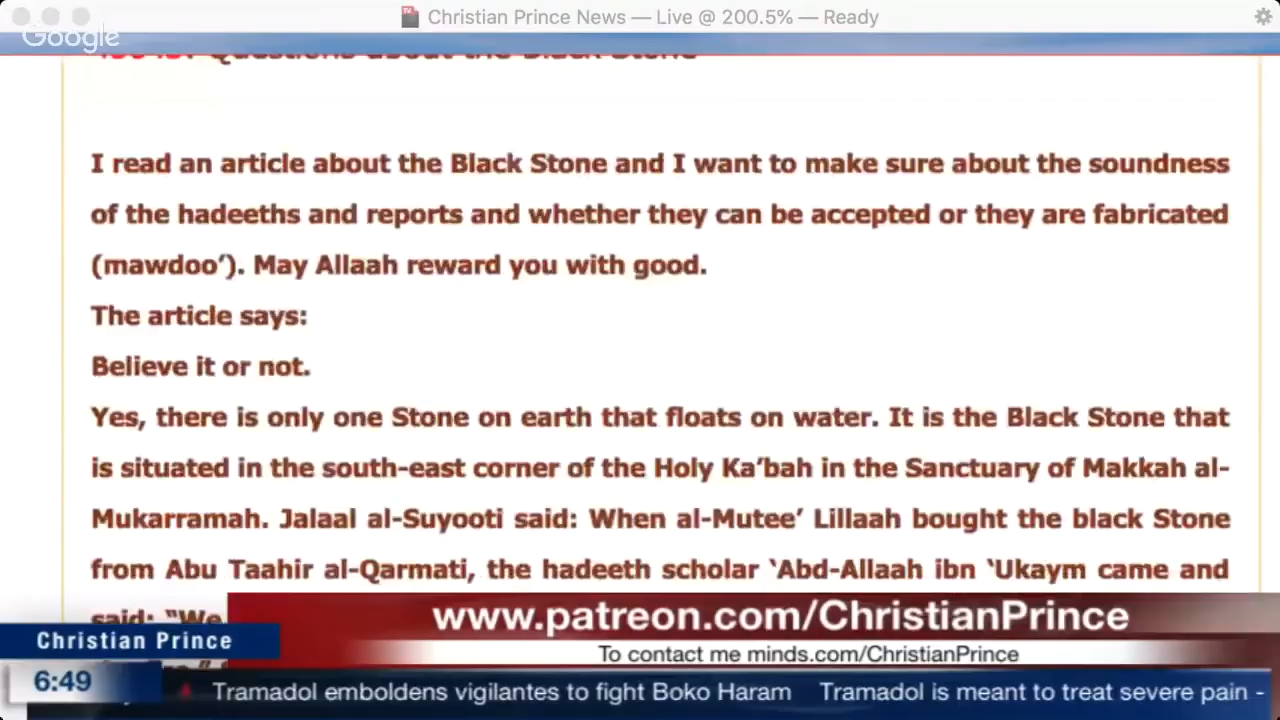 Christian Prince News — Live @ 200.5% — Ready
Google
Questions about the Black Stone
I read an article about the Black Stone and I want to make sure about the soundness
of the hadeeths and reports and whether they can be accepted or they are fabricated
(mawdoo’). May Allaah reward you with good.
The article says:
Believe it or not.
Yes, there is only one Stone on earth that floats on water. It is the Black Stone that
is situated in the south-east corner of the Holy Ka’bah in the Sanctuary of Makkah al-
Mukarramah. Jalaal al-Suyooti said: When al-Mutee’ Lillaah bought the black Stone
from Abu Taahir al-Qarmati, the hadeeth scholar ‘Abd-Allaah ibn ‘Ukaym came and
said: “We
www.patreon.com/ChristianPrince
Christian Prince
To contact me minds.com/ChristianPrince
6:49
Tramadol emboldens vigilantes to fight Boko Haram Tramadol is meant to treat severe pain -